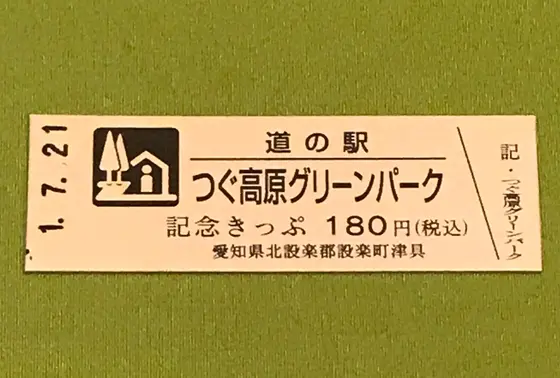 1.7.21
道の駅
つぐ高原グリーンパーク
記念きっぷ 180円(税込)
愛知県北設楽郡設楽町津具
記・つぐ高原グリーンパーク